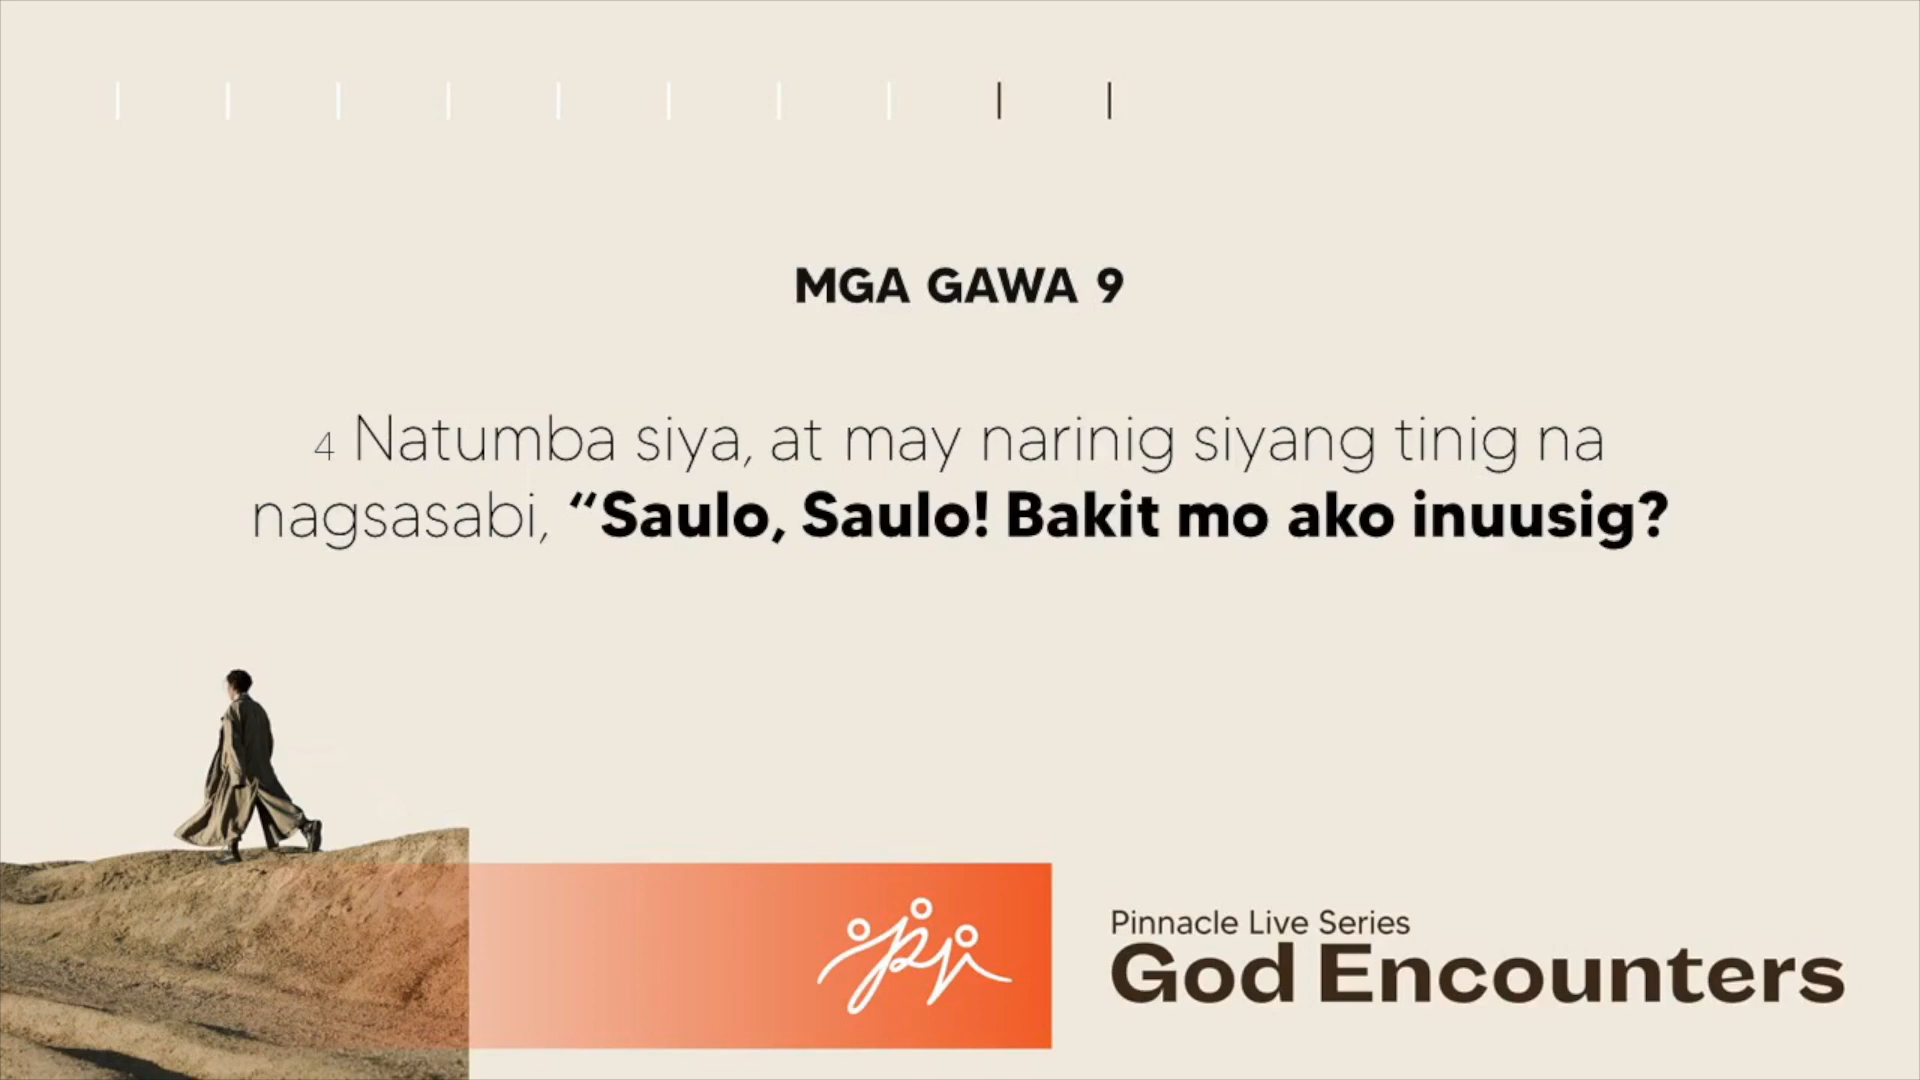 MGA GAWA 9
4 Natumba siya, at may narinig siyang tinig na
nagsasabi, “Saulo, Saulo! Bakit mo ako inuusig?
Pinnacle Live Series
God Encounters